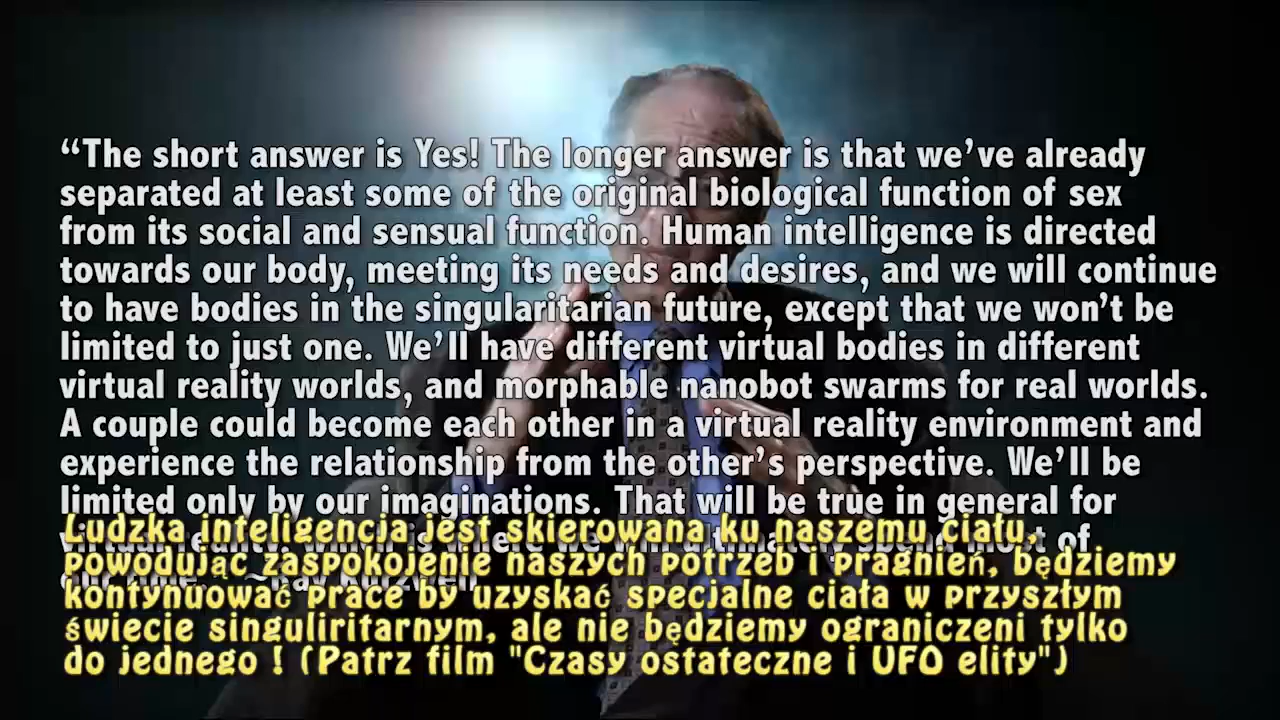 “The short answer is Yes! The longer answer is that we’ve already
separated at least some of the original biological function of sex
from its social and sensual function. Human intelligence is directed
towards our body, meeting its needs and desires, and we will continue
to have bodies in the singularitarian future, except that we won’t be
limited to just one. We’ll have different virtual bodies in different
virtual reality worlds, and morphable nanobot swarms for real worlds.
A couple could become each other in a virtual reality environment and
experience the relationship from the other’s perspective. We’ll be
limited only by our imaginations. That will be true in general for
of
Ludzka inteligencja jest skierowana ku naszemu ciału,
powodując zaspokojenie naszych potrzeb i pragnień, będziemy
kontynuować prace by uzyskać specjalne ciała w przyszłym
świecie singuliritarnym, ale nie będziemy ograniczeni tylko
do jednego ! (Patrz film "Czasy ostateczne i UFO elity")